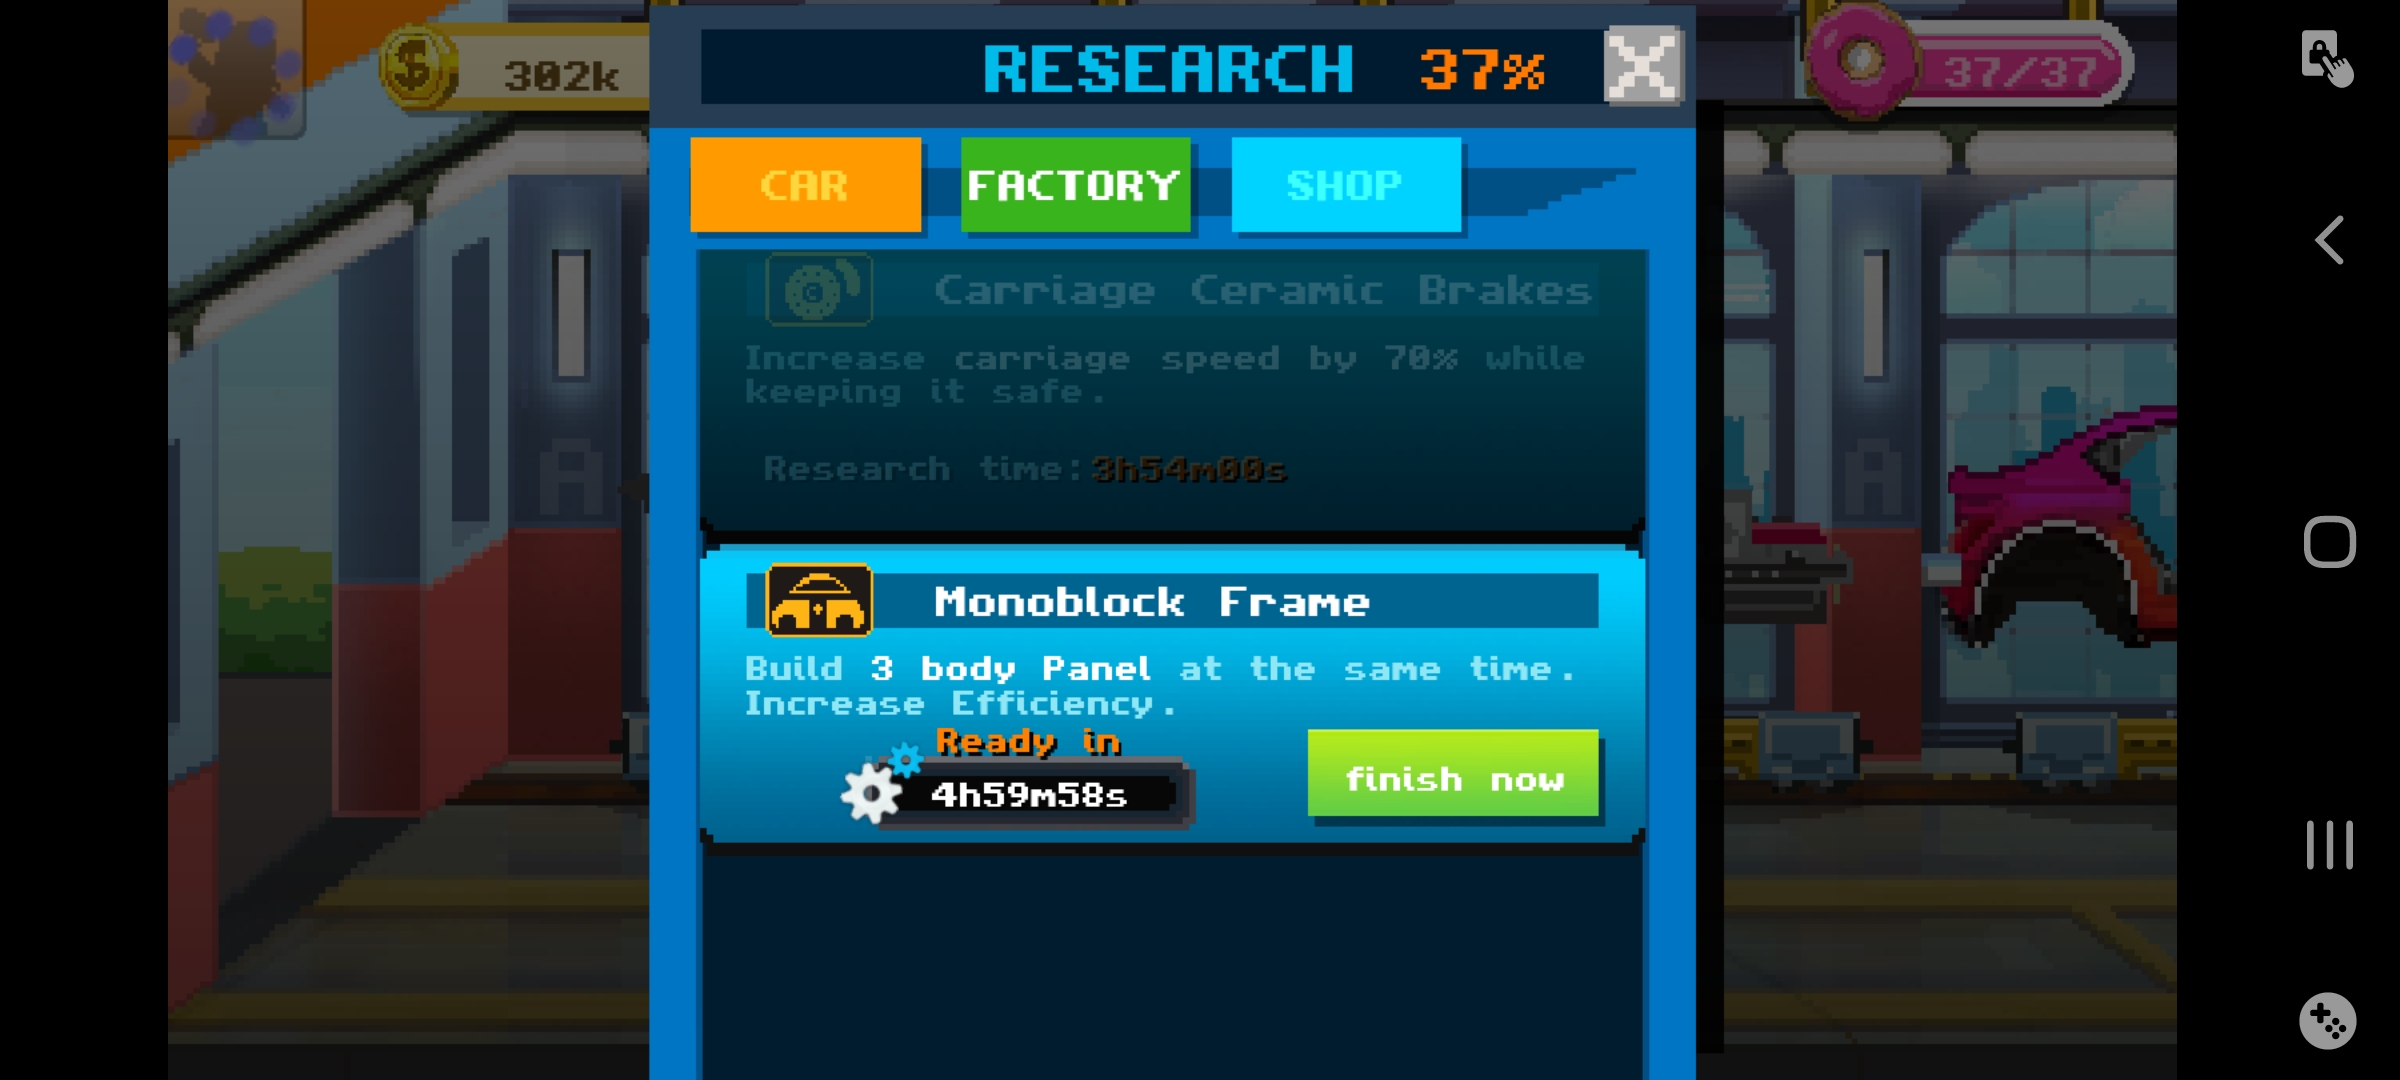 302k
RESEARCH 37%
37/37
CAR FACTORY SHOP
Carriage Ceramic Brakes
Increase carriage speed by 70% while
keeping it safe.
Research time:3h54m00s
A
A
Monoblock Frame
Build 3 body Panel at the same time.
Increase Efficiency.
Ready in
4h59m58s
finish now